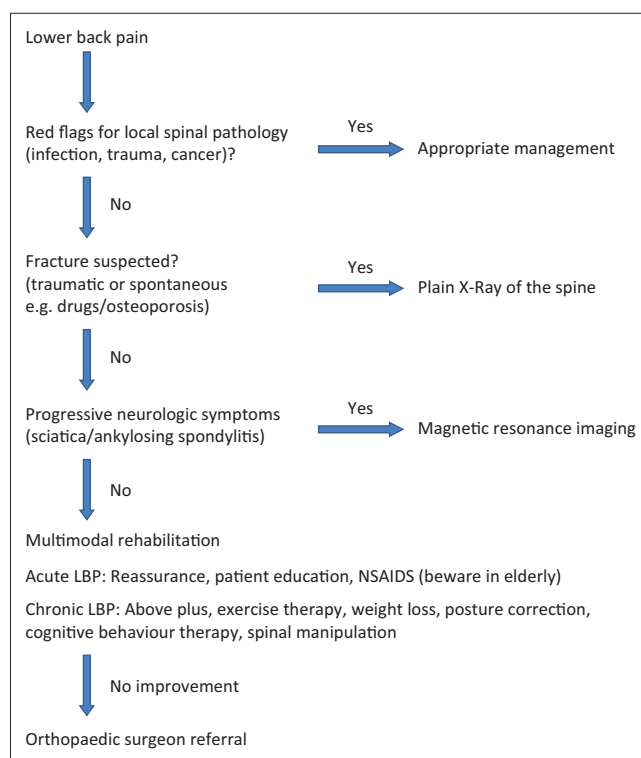 Lower back pain
Red flags for local spinal pathology
(infection, trauma, cancer)?
Yes
Appropriate management
No
Fracture suspected?
(traumatic or spontaneous
e.g. drugs/osteoporosis)
Yes
Plain X-Ray of the spine
No
Progressive neurologic symptoms
(sciatica/ankylosing spondylitis)
Yes
Magnetic resonance imaging
No
Multimodal rehabilitation
Acute LBP: Reassurance, patient education, NSAIDS (beware in elderly)
Chronic LBP: Above plus, exercise therapy, weight loss, posture correction,
cognitive behaviour therapy, spinal manipulation
No improvement
Orthopaedic surgeon referral